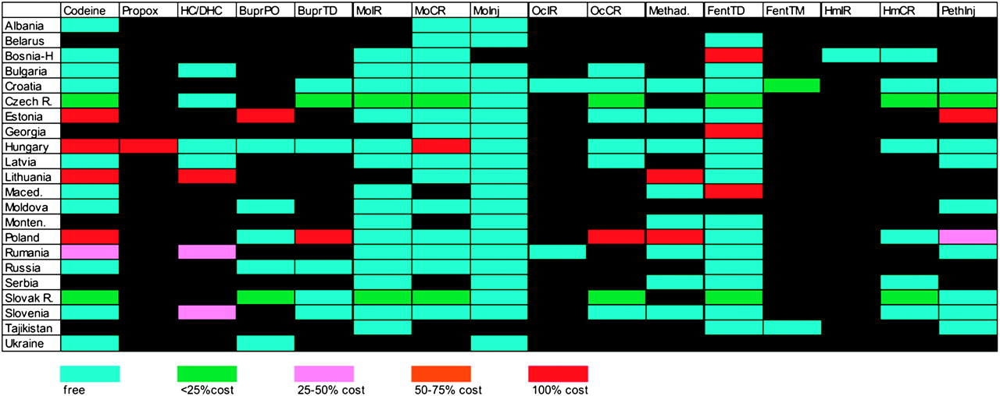 Codeine Propox HC/DHC BuprPO BuprTD MoIR MoCR MoInj OcIR OcCR Methad. FentTD FentTM HmIR HmCR PethInj
Albania
Belarus
Bosnia-H
Bulgaria
Croatia
Czech R.
Estonia
Georgia
Hungary
Latvia
Lithuania
Maced.
Moldova
Monten.
Poland
Rumania
Russia
Serbia
Slovak R.
Slovenia
Tajikistan
Ukraine
free <25%cost 25-50% cost 50-75% cost 100% cost